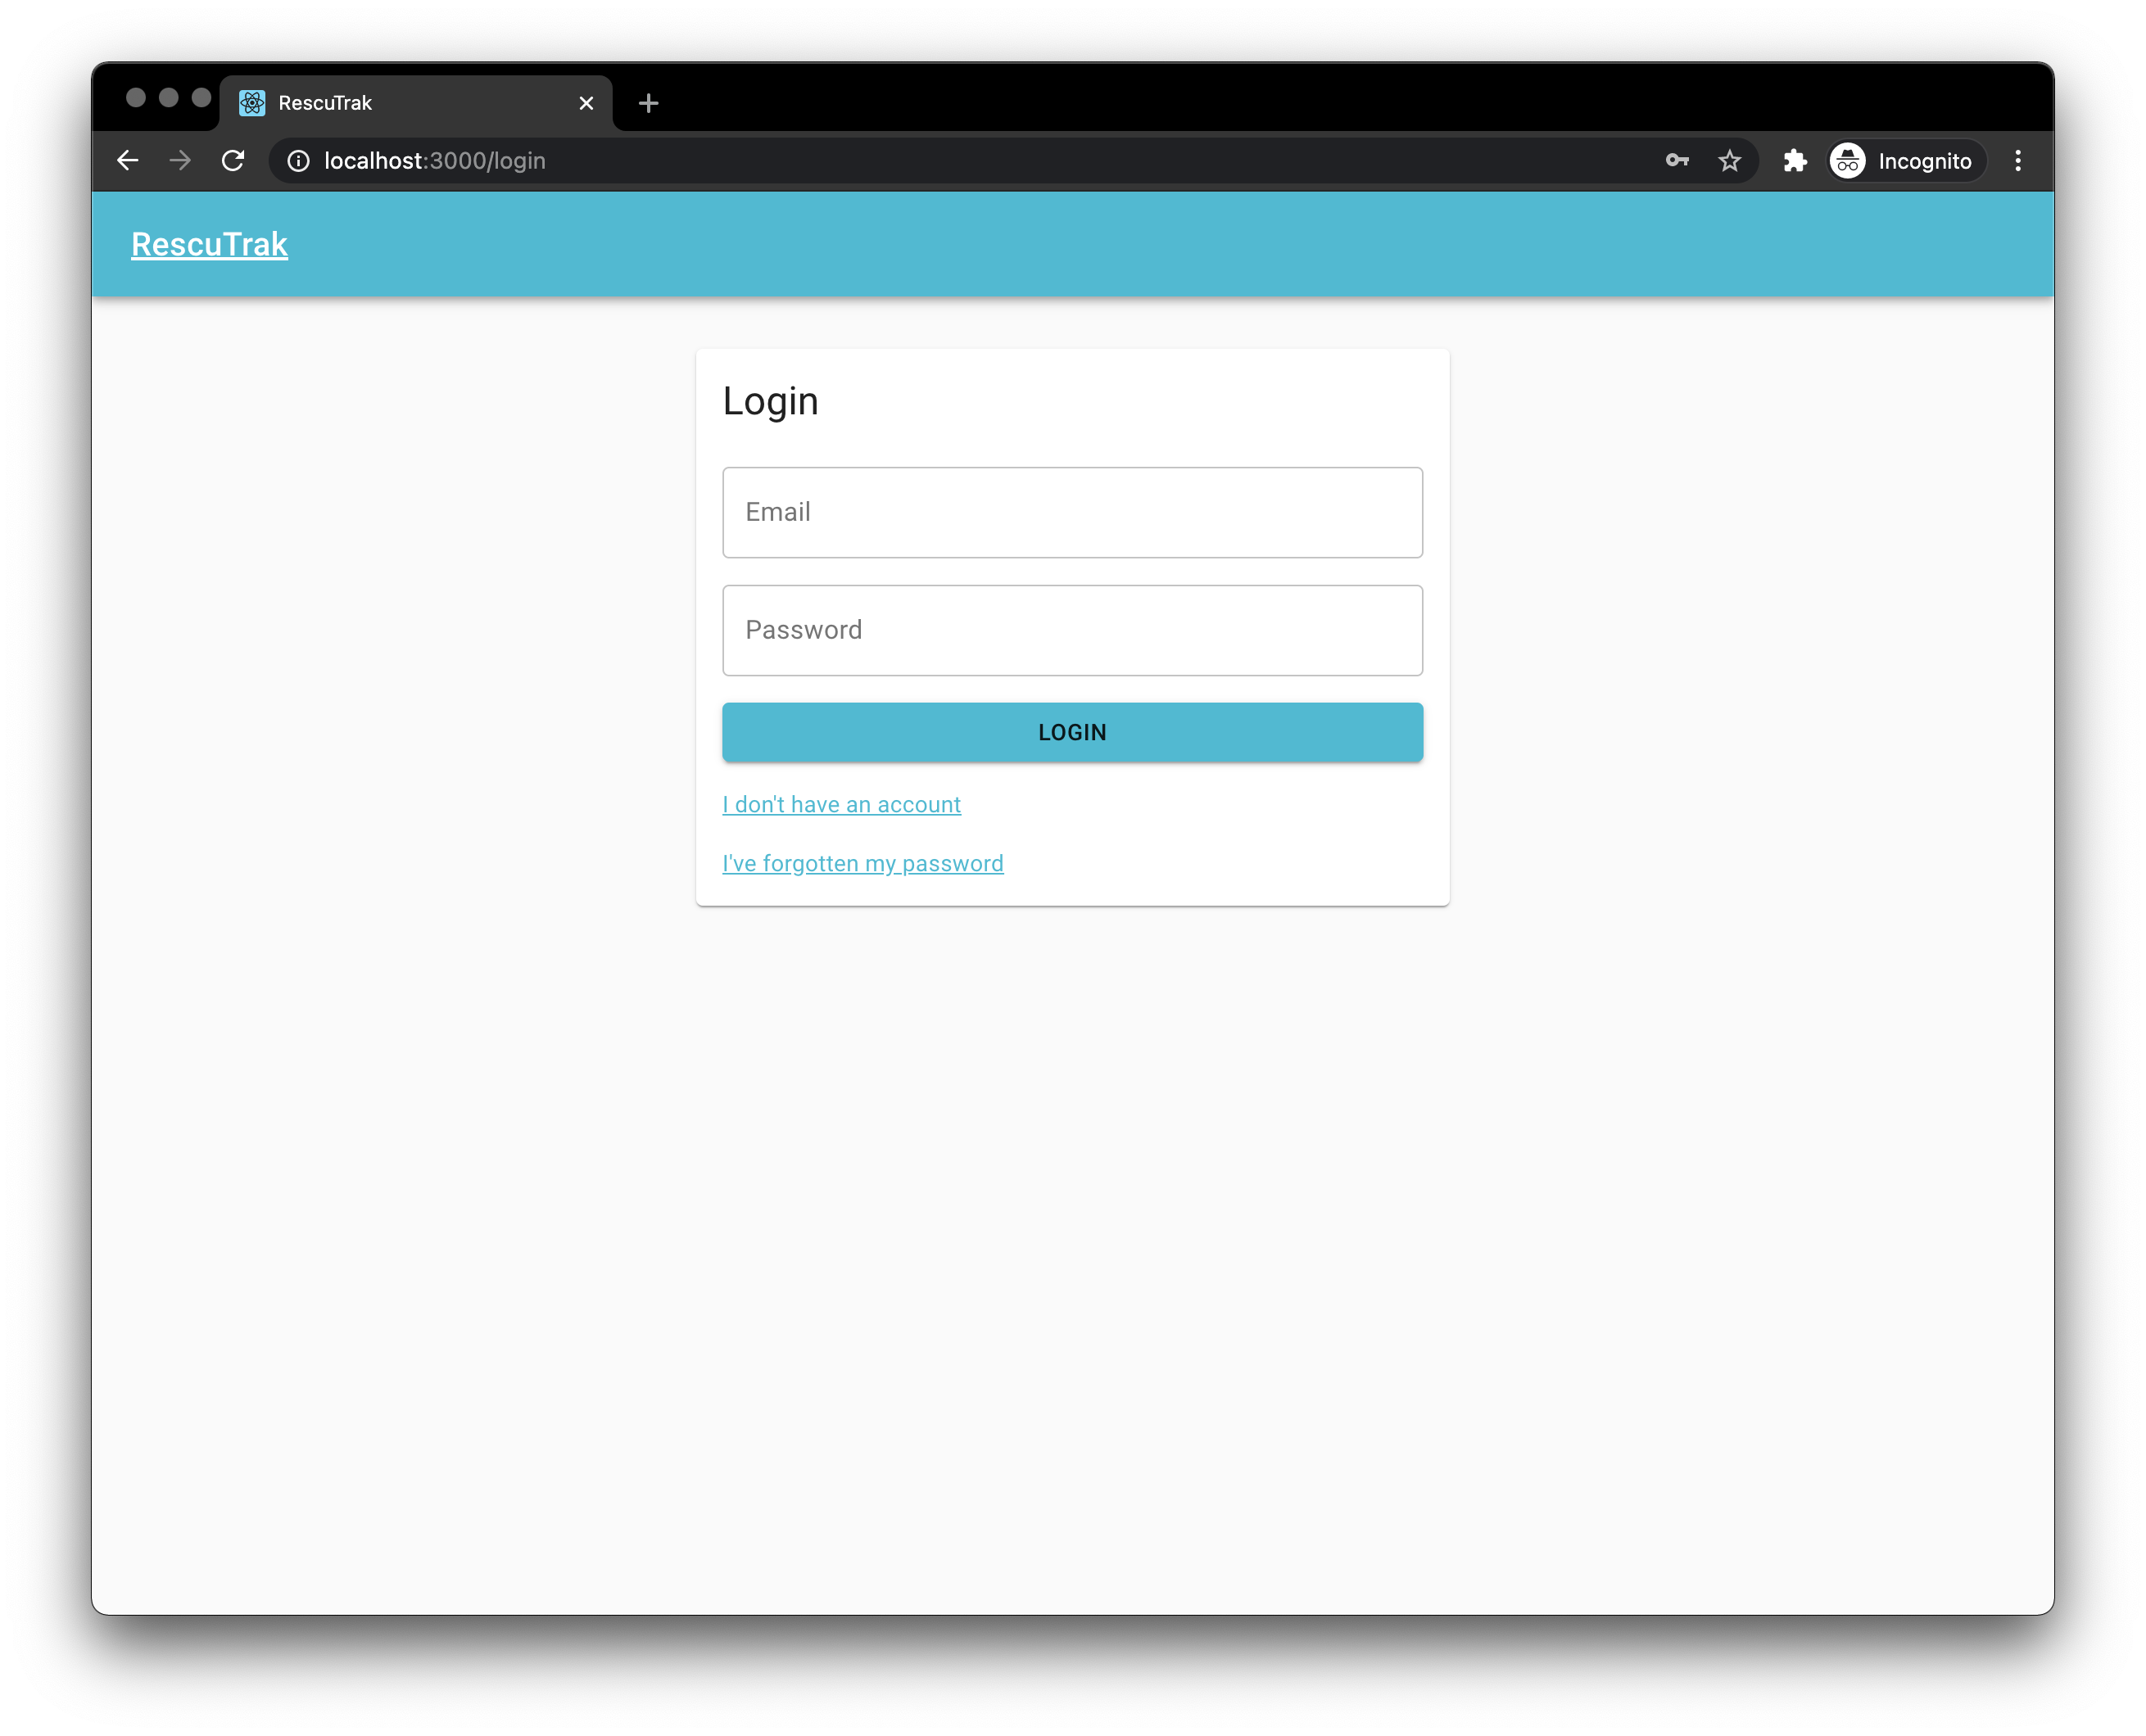 RescuTrak
localhost:3000/login
Incognito
RescuTrak
Login
Email
Password
LOGIN
I don't have an account
I've forgotten my password